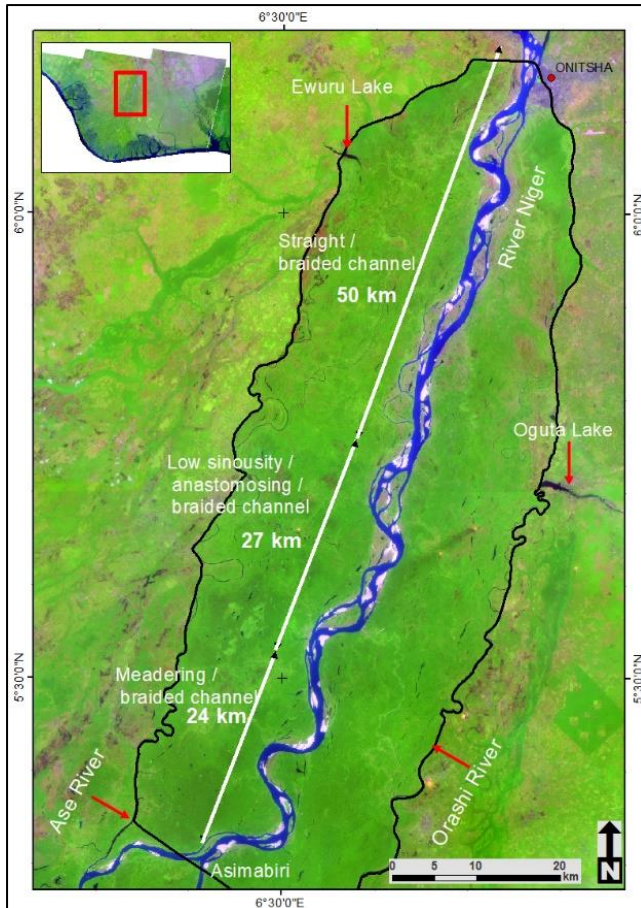 6°30'0"E
ONITSHA
Ewuru Lake
6°0'0"N
6°0'0"N
River Niger
Straight /
braided channel
50 km
Oguta Lake
Low sinousity /
anastomosing /
braided channel
27 km
5°30'0"N
5°30'0"N
Meadering /
braided channel
24 km
Ase River
Orashi River
Asimabiri
0 5 10 20
km
N
6°30'0"E